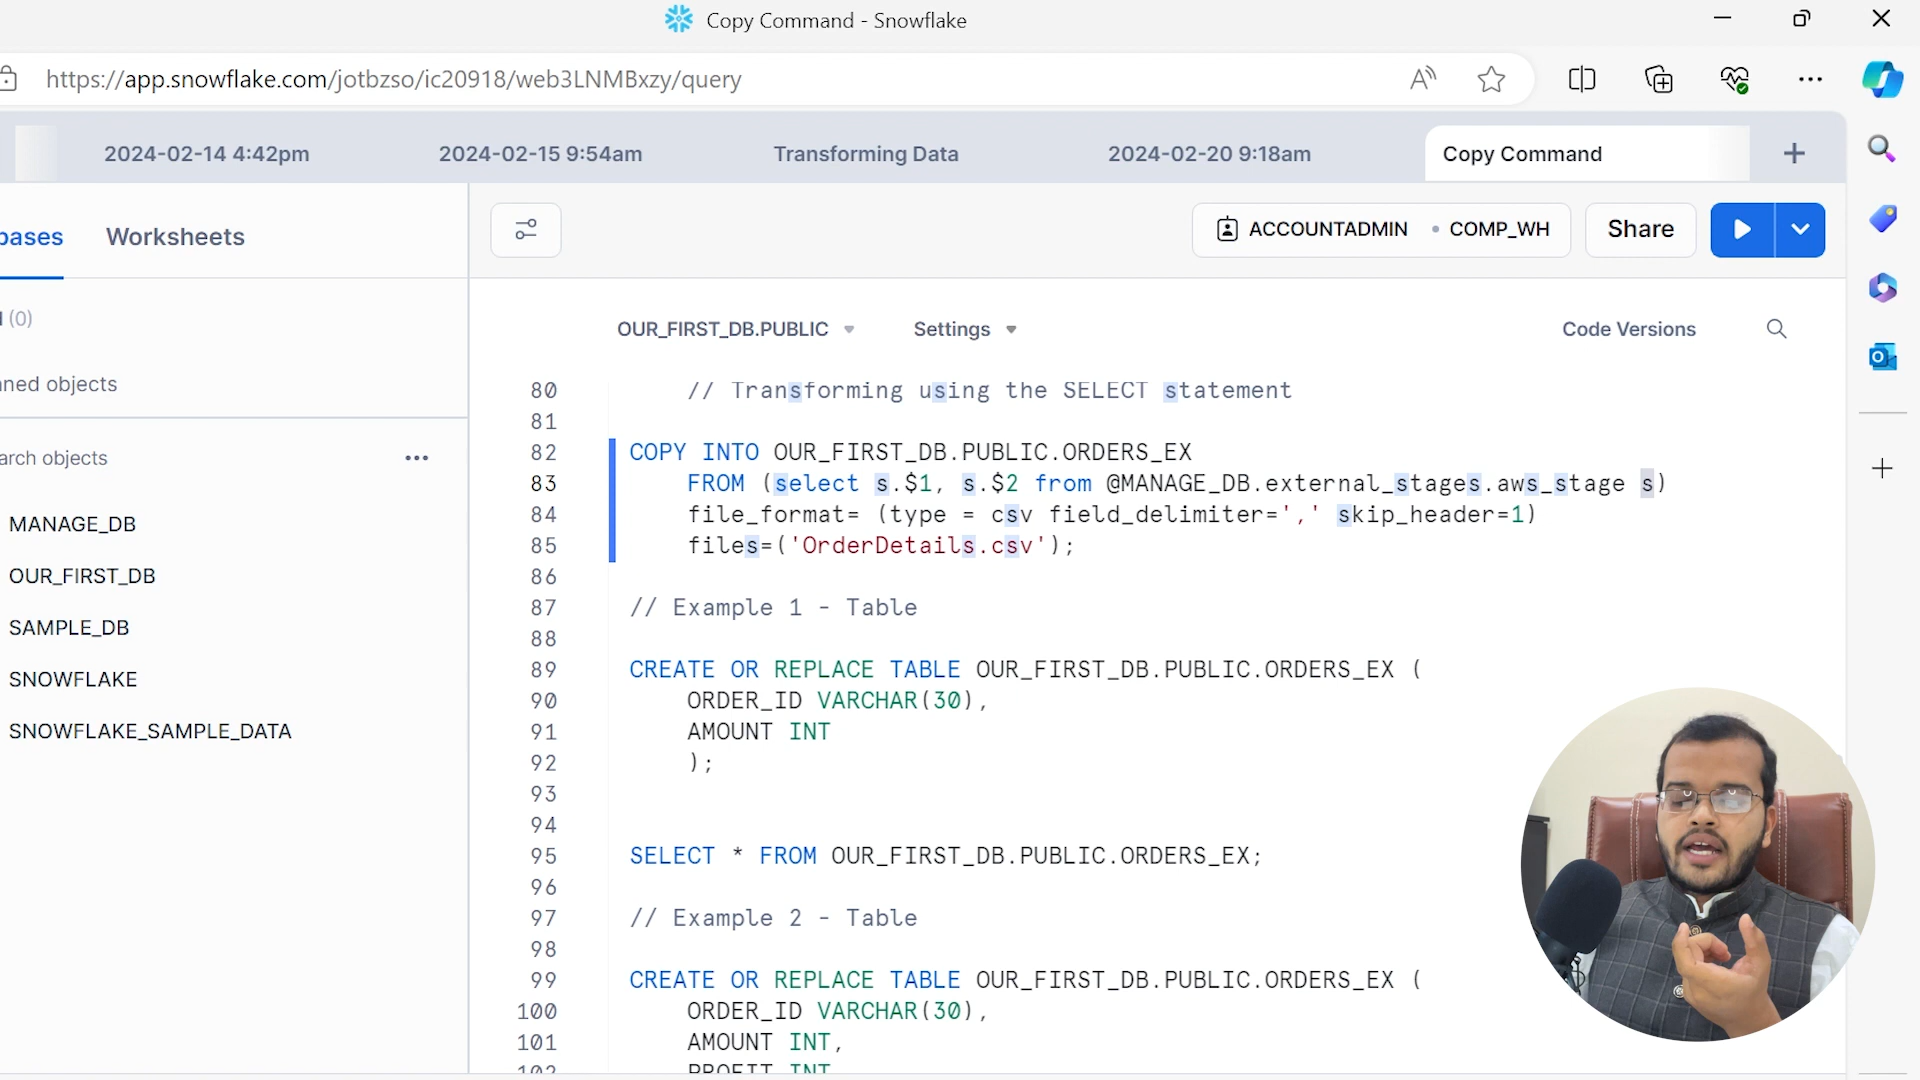 Copy Command - Snowflake
https://app.snowflake.com/jotbzso/ic20918/web3LNMBxzy/query
2024-02-14 4:42pm
2024-02-15 9:54am
Transforming Data
2024-02-20 9:18am
Copy Command
bases
Worksheets
ACCOUNTADMIN
COMP_WH
Share
(0)
OUR_FIRST_DB.PUBLIC
Settings
Code Versions
ned objects
arch objects
MANAGE_DB
OUR_FIRST_DB
SAMPLE_DB
SNOWFLAKE
SNOWFLAKE_SAMPLE_DATA
80 // Transforming using the SELECT statement
81
82 COPY INTO OUR_FIRST_DB.PUBLIC.ORDERS_EX
83 FROM (select s.$1, s.$2 from @MANAGE_DB.external_stages.aws_stage s)
84 file_format= (type = csv field_delimiter=',' skip_header=1)
85 files=('OrderDetails.csv');
86
87 // Example 1 - Table
88
89 CREATE OR REPLACE TABLE OUR_FIRST_DB.PUBLIC.ORDERS_EX (
90 ORDER_ID VARCHAR(30),
91 AMOUNT INT
92 );
93
94
95 SELECT * FROM OUR_FIRST_DB.PUBLIC.ORDERS_EX;
96
97 // Example 2 - Table
98
99 CREATE OR REPLACE TABLE OUR_FIRST_DB.PUBLIC.ORDERS_EX (
100 ORDER_ID VARCHAR(30),
101 AMOUNT INT,
102 PROFIT INT